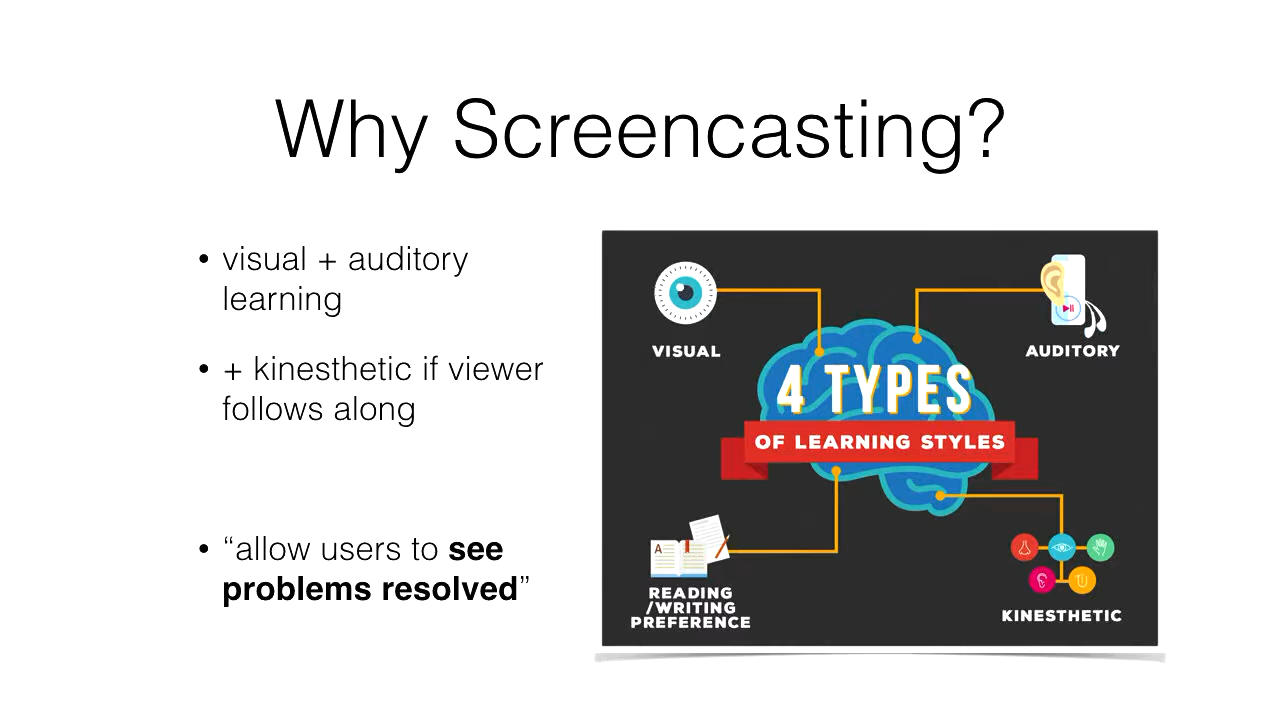 Why Screencasting?
• visual + auditory
learning
• + kinesthetic if viewer
follows along
• “allow users to see
problems resolved”
VISUAL
AUDITORY
4 TYPES
OF LEARNING STYLES
A
READING
/WRITING
PREFERENCE
KINESTHETIC